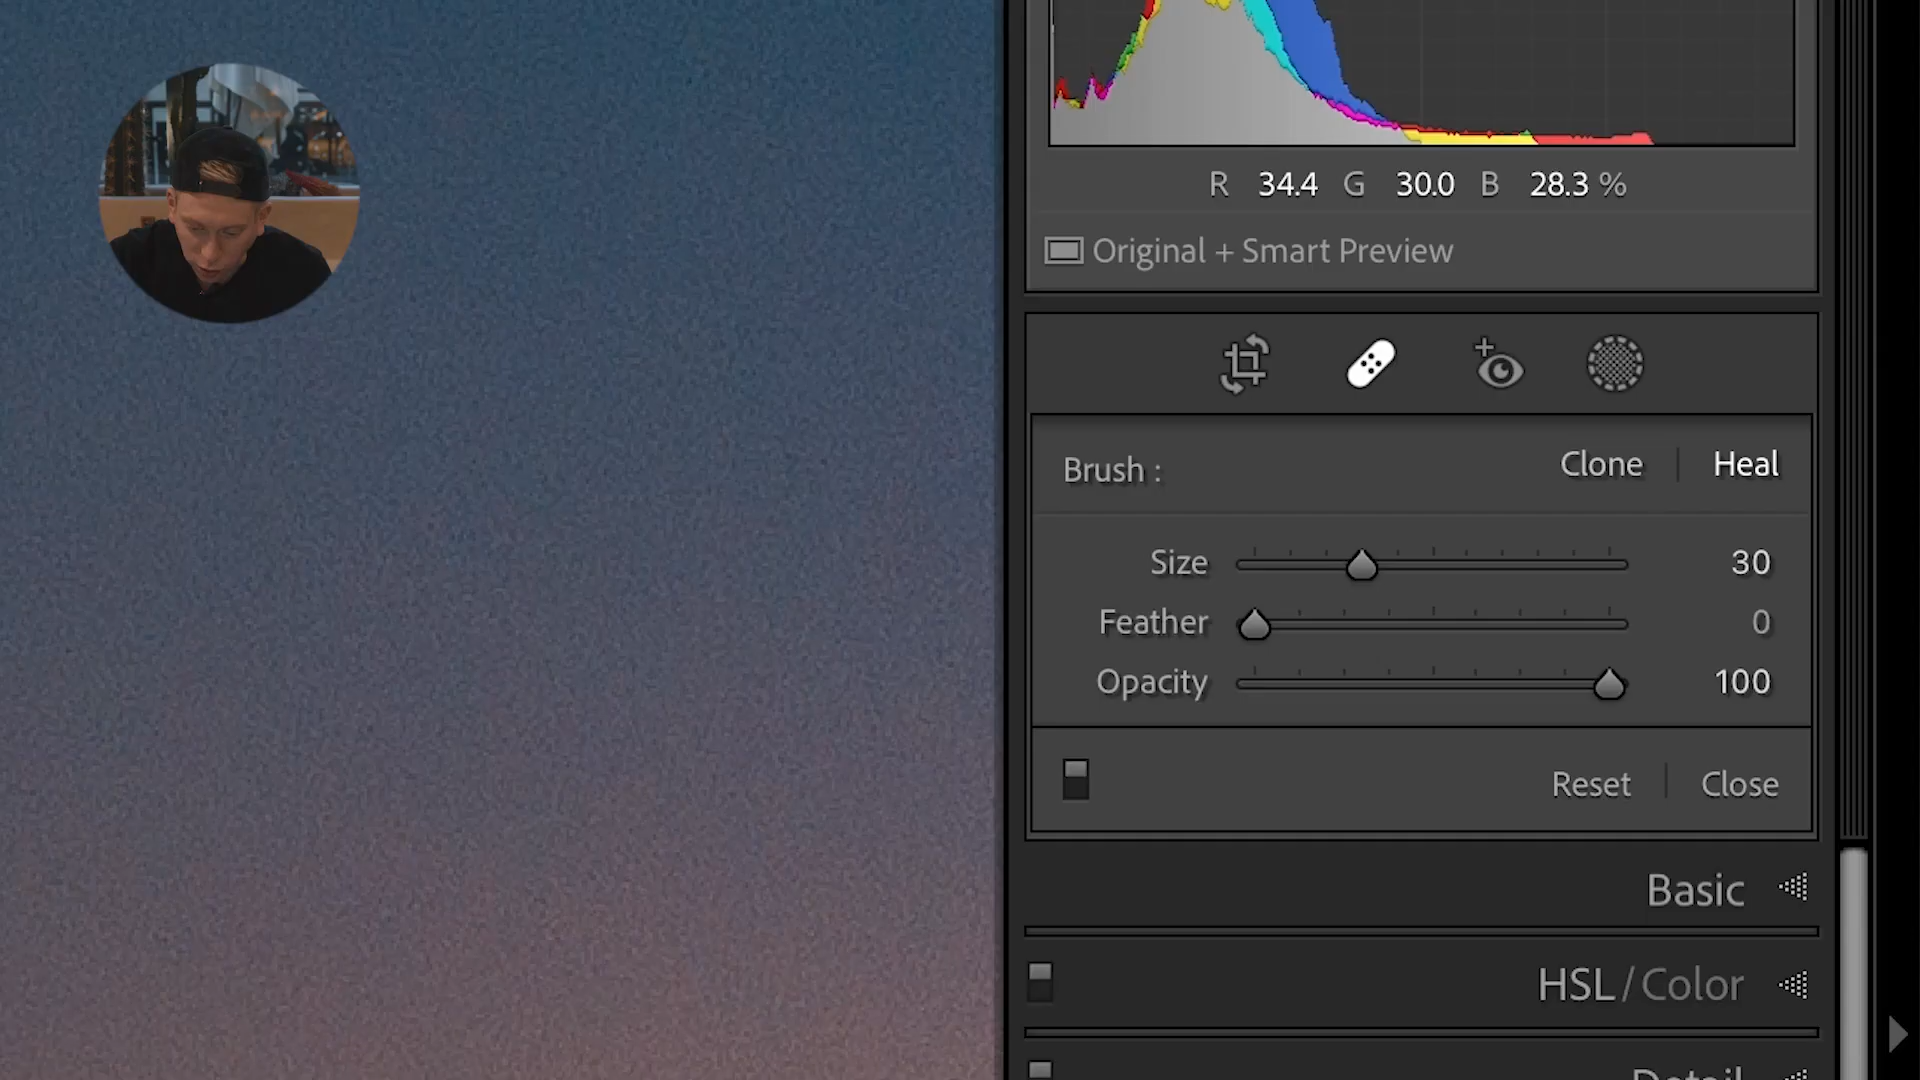 R 34.4 G 30.0 B 28.3 %
Original + Smart Preview
Brush : Clone Heal
Size 30
Feather 0
Opacity 100
Reset Close
Basic
HSL / Color
Detail